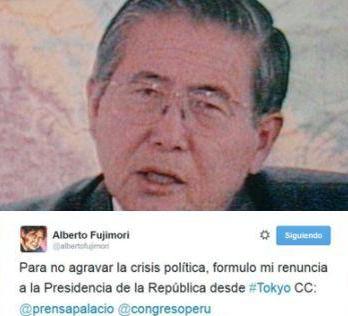 Alberto Fujimori
@albertofujimori
Siguiendo
Para no agravar la crisis política, formulo mi renuncia
a la Presidencia de la República desde #Tokyo CC:
@prensapalacio @congresoperu